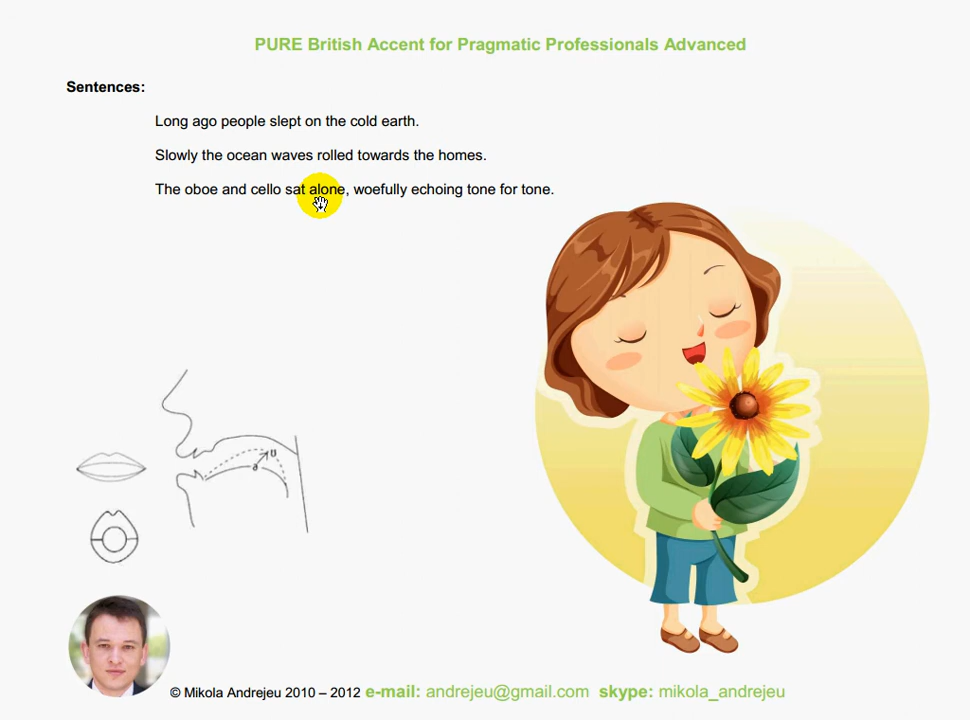 PURE British Accent for Pragmatic Professionals Advanced
Sentences:
Long ago people slept on the cold earth.
Slowly the ocean waves rolled towards the homes.
The oboe and cello sat alone, woefully echoing tone for tone.
ə ʊ
© Mikola Andrejeu 2010 – 2012 e-mail: andrejeu@gmail.com skype: mikola_andrejeu